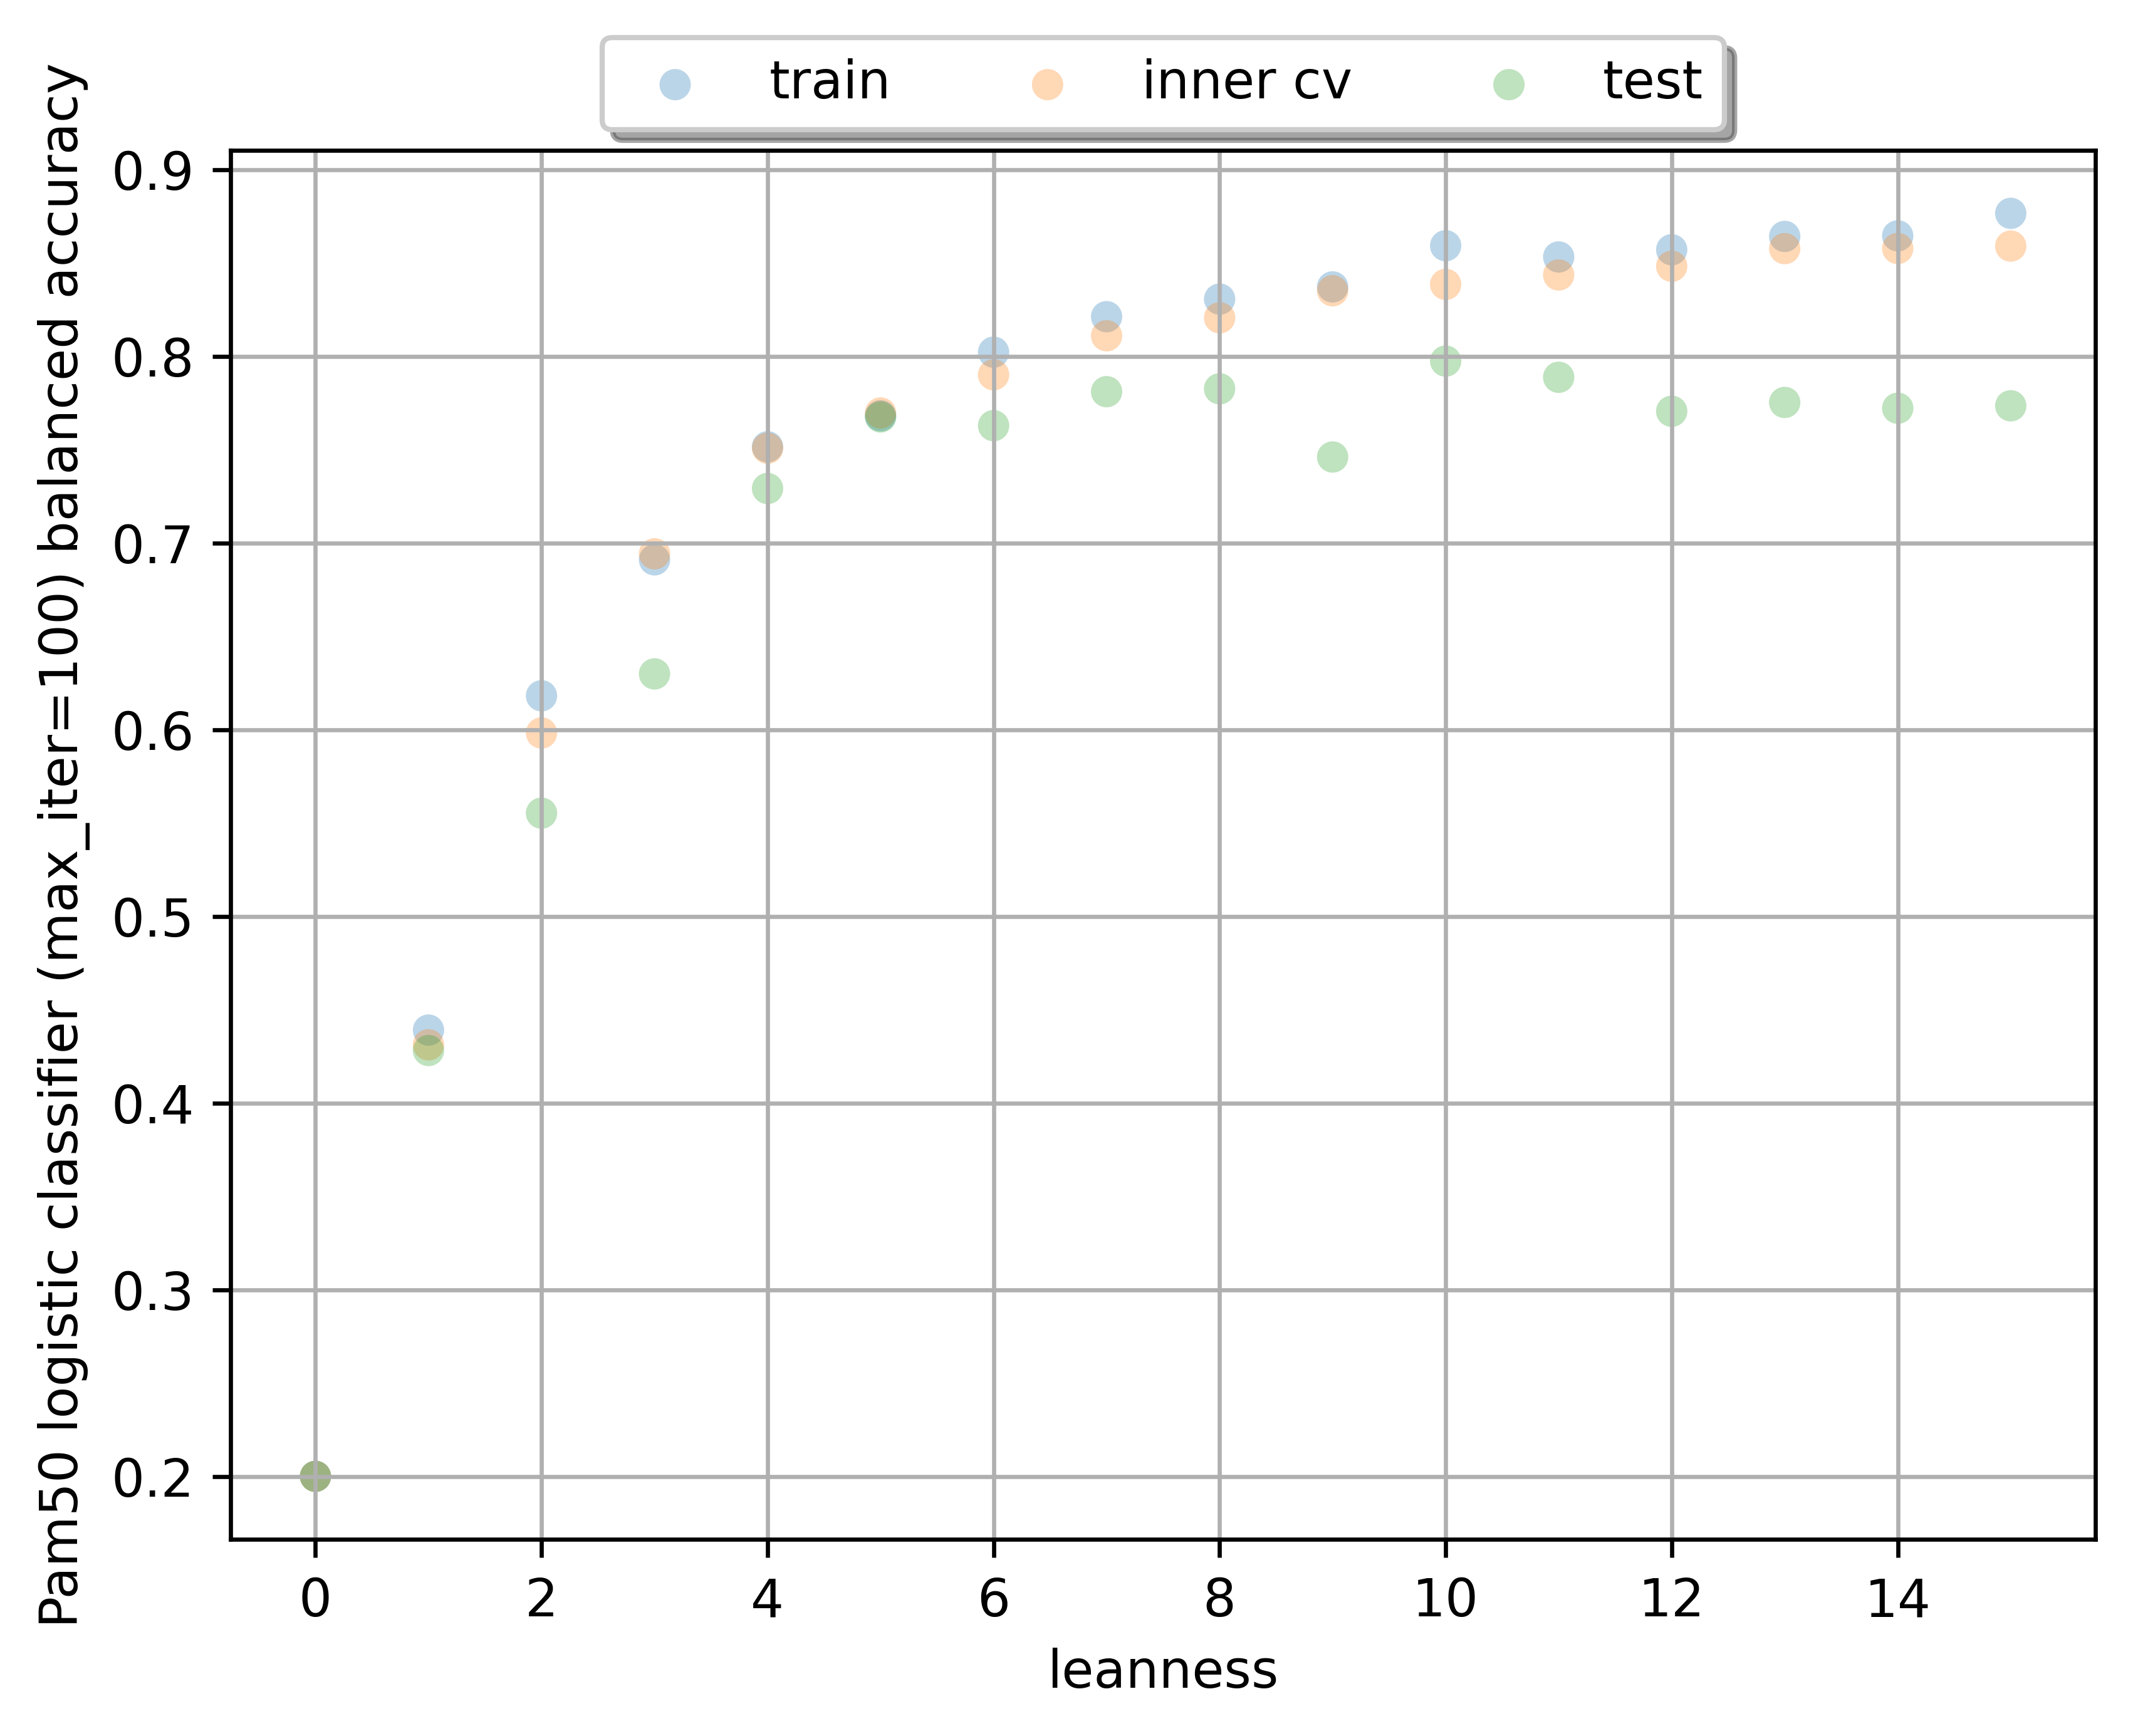 train inner cv test
Pam50 logistic classifier (max_iter=100) balanced accuracy
0.9
0.8
0.7
0.6
0.5
0.4
0.3
0.2
0 2 4 6 8 10 12 14
leanness